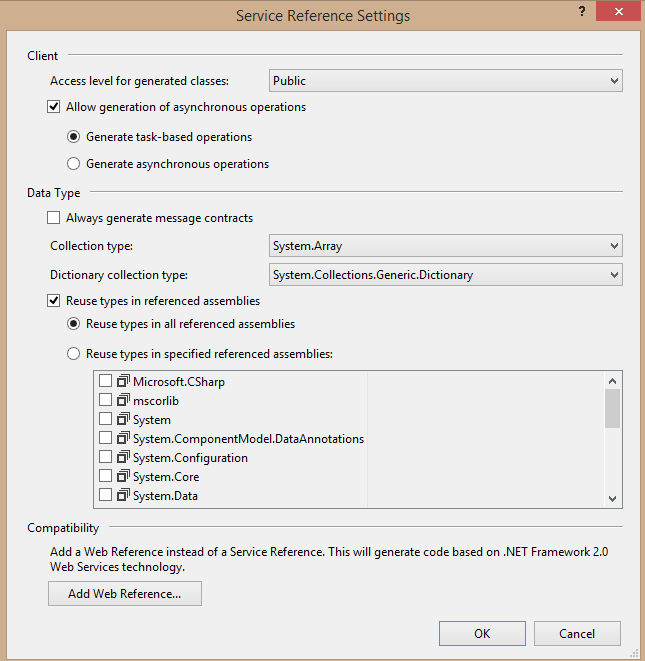 Service Reference Settings
?
Client
Access level for generated classes: Public
Allow generation of asynchronous operations
Generate task-based operations
Generate asynchronous operations
Data Type
Always generate message contracts
Collection type: System.Array
Dictionary collection type: System.Collections.Generic.Dictionary
Reuse types in referenced assemblies
Reuse types in all referenced assemblies
Reuse types in specified referenced assemblies:
Microsoft.CSharp
mscorlib
System
System.ComponentModel.DataAnnotations
System.Configuration
System.Core
System.Data
Compatibility
Add a Web Reference instead of a Service Reference. This will generate code based on .NET Framework 2.0
Web Services technology.
Add Web Reference...
OK Cancel